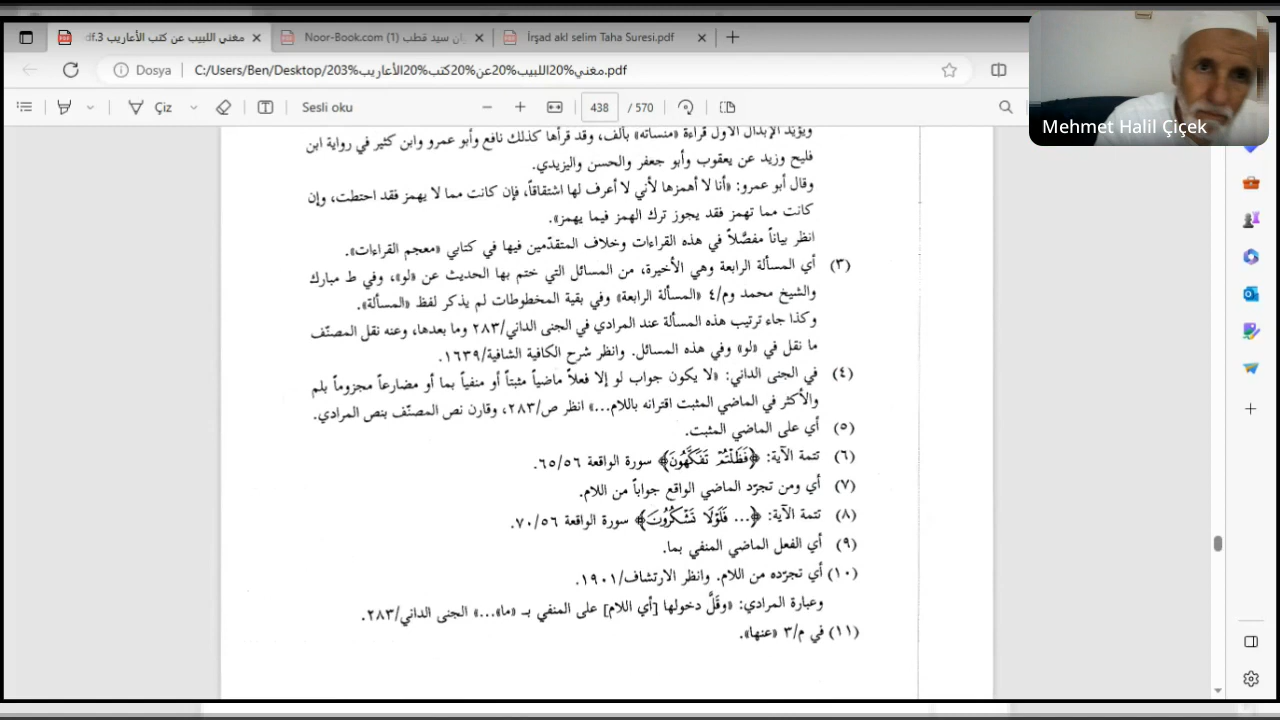 مغني اللبيب عن كتب الأعاريب 3.df
Noor-Book.com (1) ان سيد قطب
İrşad akl selim Taha Suresi.pdf
Dosya
C:/Users/Ben/Desktop/203%مغني%20اللبيب%20عن%20كتب%20الأعاريب.pdf
Çiz
Sesli oku
438 / 570
Mehmet Halil Çiçek
ويؤيد الإبدال الأول قراءة «منساته» بألف، وقد قرأها كذلك نافع وأبو عمرو وابن كثير في رواية ابن
فليح وزيد عن يعقوب وأبو جعفر والحسن واليزيدي.
وقال أبو عمرو: «أنا لا أهمزها لأني لا أعرف لها اشتقاقاً، فإن كانت مما لا يهمز فقد احتطت، وإن
كانت مما تهمز فقد يجوز ترك الهمز فيما يهمز».
انظر بياناً مفصَّلاً في هذه القراءات وخلاف المتقدّمين فيها في كتابي «معجم القراءات».
(٣) أي المسألة الرابعة وهي الأخيرة، من المسائل التي ختم بها الحديث عن «لو»، وفي ط مبارك
والشيخ محمد وم/٤ «المسألة الرابعة» وفي بقية المخطوطات لم يذكر لفظ «المسألة».
وكذا جاء ترتيب هذه المسألة عند المرادي في الجنى الداني/٢٨٣ وما بعدها، وعنه نقل المصنّف
ما نقل في «لو» وفي هذه المسائل. وانظر شرح الكافية الشافية/١٦٣٩.
(٤) في الجنى الداني: «لا يكون جواب لو إلا فعلاً ماضياً مثبتاً أو منفياً بما أو مضارعاً مجزوماً بلم
والأكثر في الماضي المثبت اقترانه باللام...» انظر ص/٢٨٣، وقارن نص المصنّف بنص المرادي.
(٥) أي على الماضي المثبت.
(٦) تتمة الآية: ﴿فَظَلْتُمْ تَفَكَّهُونَ﴾ سورة الواقعة ٦٥/٥٦.
(٧) أي ومن تجرّد الماضي الواقع جواباً من اللام.
(٨) تتمة الآية: ﴿... فَلَوْلَا تَشْكُرُونَ﴾ سورة الواقعة ٧٠/٥٦.
(٩) أي الفعل الماضي المنفي بما.
(١٠) أي تجرّده من اللام. وانظر الارتشاف/١٩٠١.
وعبارة المرادي: «وقَلَّ دخولها [أي اللام] على المنفي بـ «ما»...» الجنى الداني/٢٨٣.
(١١) في م/٣ «عنها».